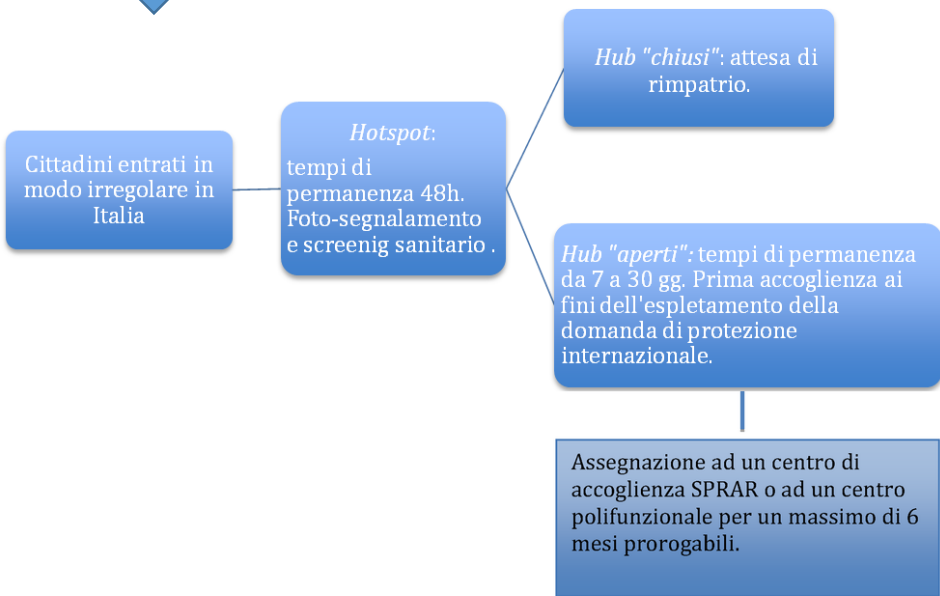 Cittadini entrati in
modo irregolare in
Italia
Hotspot:
tempi di
permanenza 48h.
Foto-segnalamento
e screenig sanitario .
Hub "chiusi": attesa di
rimpatrio.
Hub "aperti": tempi di permanenza
da 7 a 30 gg. Prima accoglienza ai
fini dell'espletamento della
domanda di protezione
internazionale.
Assegnazione ad un centro di
accoglienza SPRAR o ad un centro
polifunzionale per un massimo di 6
mesi prorogabili.